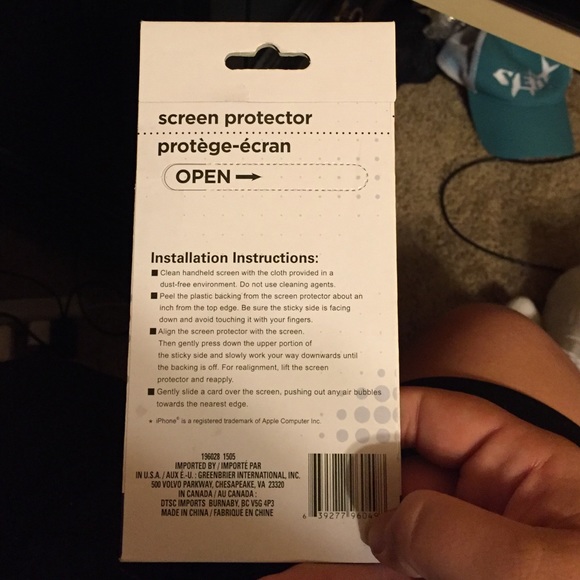 screen protector
protège-écran
OPEN
Installation Instructions:
Clean handheld screen with the cloth provided in a
dust-free environment. Do not use cleaning agents.
Peel the plastic backing from the screen protector about an
inch from the top edge. Be sure the sticky side is facing
down and avoid touching it with your fingers.
Align the screen protector with the screen.
Then gently press down the upper portion of
the sticky side and slowly work your way downwards until
the backing is off. For realignment, lift the screen
protector and reapply.
Gently slide a card over the screen, pushing out any air bubbles
towards the nearest edge.
iPhone® is a registered trademark of Apple Computer Inc.
196028 1505
IMPORTED BY / IMPORTÉ PAR
IN U.S.A. / AUX É.-U. : GREENBRIER INTERNATIONAL, INC.
500 VOLVO PARKWAY, CHESAPEAKE, VA 23320
IN CANADA / AU CANADA :
DTSC IMPORTS BURNABY, BC V5G 4P3
MADE IN CHINA / FABRIQUÉ EN CHINE
6 39277